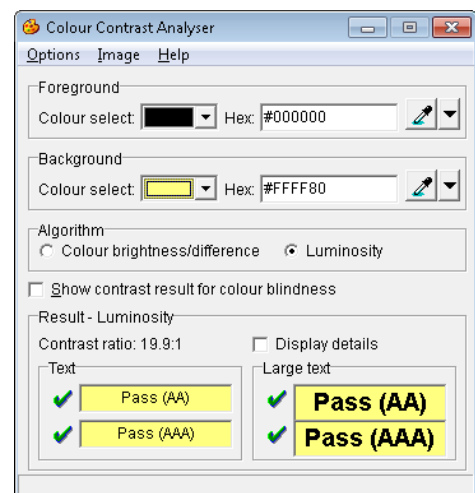 Colour Contrast Analyser
Options Image Help
Foreground
Colour select: Hex: #000000
Background
Colour select: Hex: #FFFF80
Algorithm
Colour brightness/difference Luminosity
Show contrast result for colour blindness
Result - Luminosity
Contrast ratio: 19.9:1 Display details
Text Large text
Pass (AA) Pass (AA)
Pass (AAA) Pass (AAA)